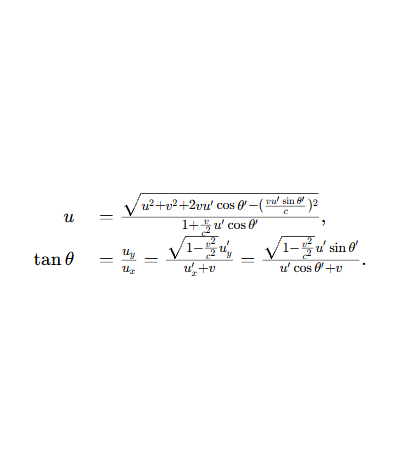 u = \frac{\sqrt{u^2+v^2+2vu'\cos\theta'-(\frac{vu'\sin\theta'}{c})^2}}{1+\frac{v}{c^2}u'\cos\theta'},
\tan\theta = \frac{u_y}{u_x} = \frac{\sqrt{1-\frac{v^2}{c^2}}u'_y}{u'_x+v} = \frac{\sqrt{1-\frac{v^2}{c^2}}u'\sin\theta'}{u'\cos\theta'+v}.